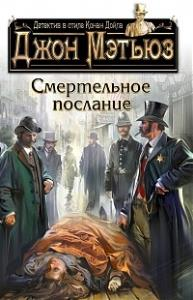 Детектив в стиле Конан Дойла
Джон Мэтьюз
Смертельное
послание